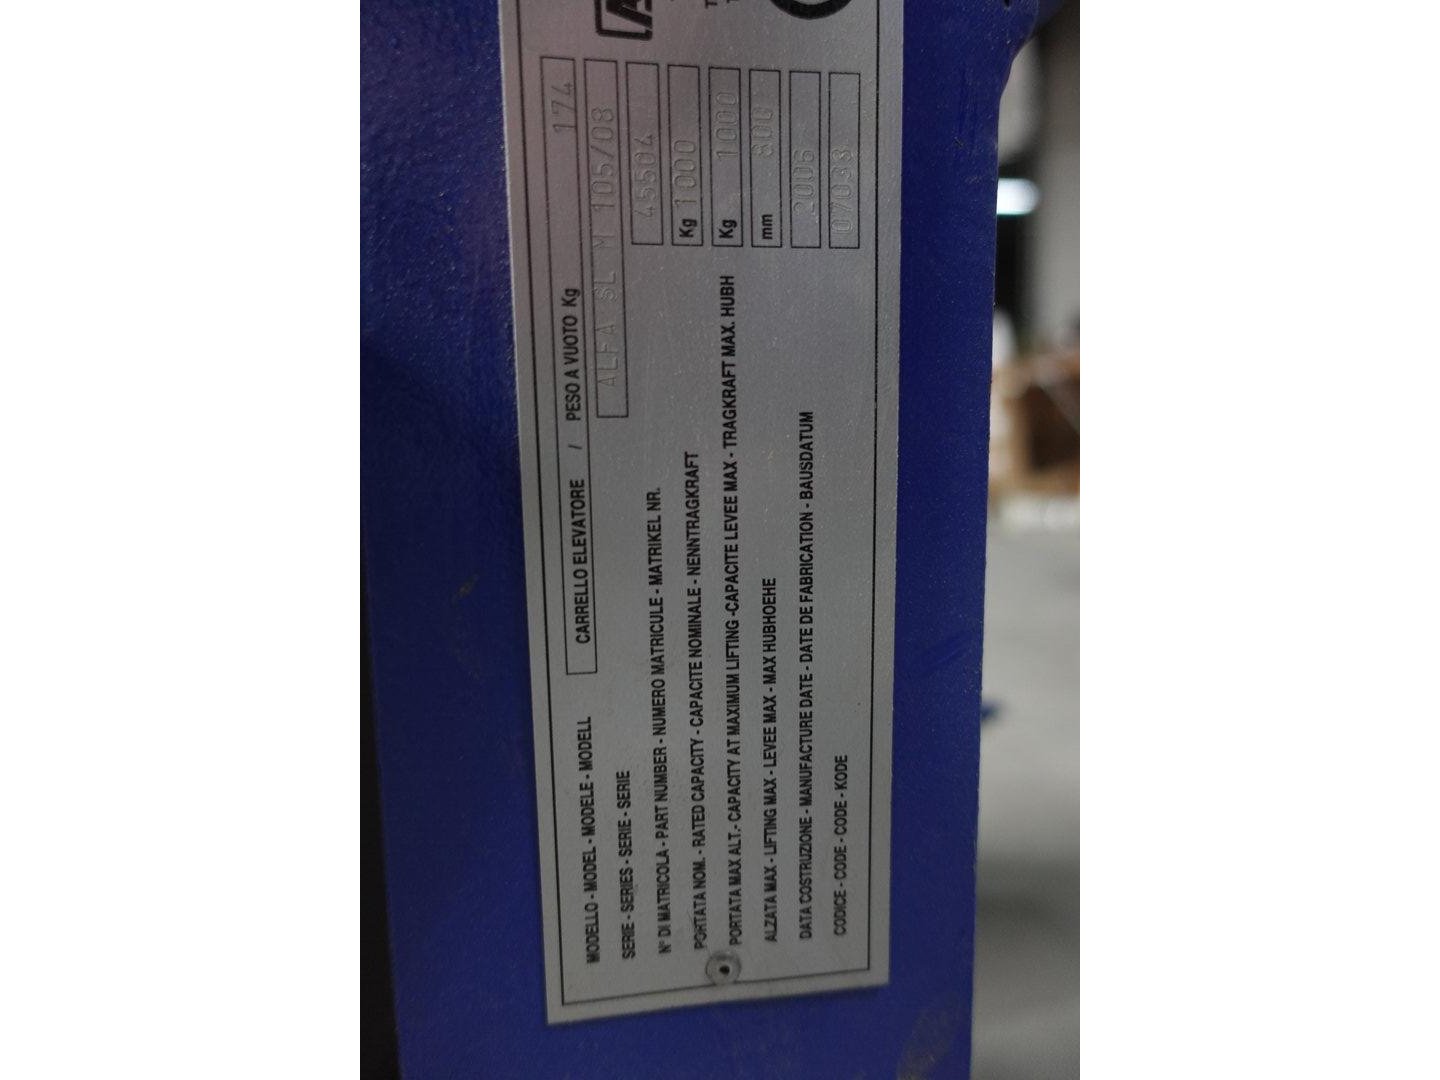 MODELLO - MODEL - MODELE - MODELL CARRELLO ELEVATORE / PESO A VUOTO Kg 174
SERIE - SERIES - SERIE - SERIE ALFA SL M 105/08
N° DI MATRICOLA - PART NUMBER - NUMERO MATRICULE - MATRIKEL NR. 45504
PORTATA NOM. - RATED CAPACITY - CAPACITE NOMINALE - NENNTRAGKRAFT Kg 1000
PORTATA MAX ALT. - CAPACITY AT MAXIMUM LIFTING -CAPACITE LEVEE MAX - TRAGKRAFT MAX. HUBH Kg 1000
ALZATA MAX - LIFTING MAX - LEVEE MAX - MAX HUBHOEHE mm 800
DATA COSTRUZIONE - MANUFACTURE DATE - DATE DE FABRICATION - BAUSDATUM 2006
CODICE - CODE - CODE - KODE 07033